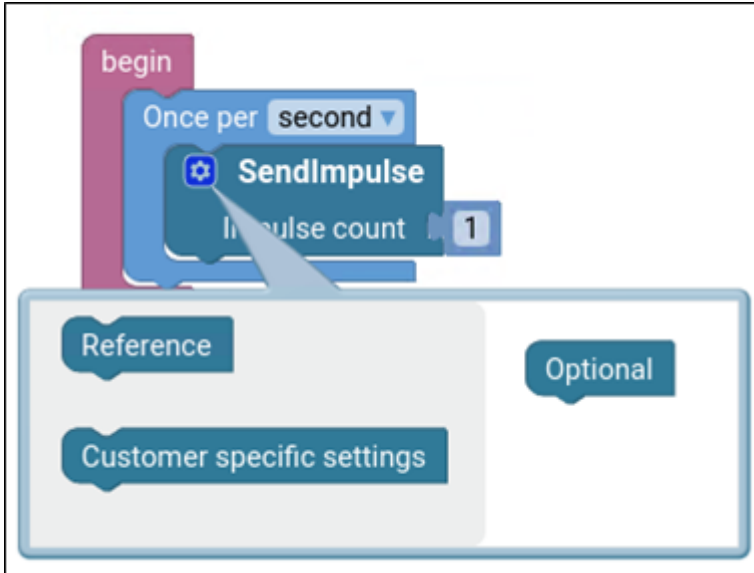 begin
Once per second
SendImpulse
Impulse count 1
Reference
Optional
Customer specific settings